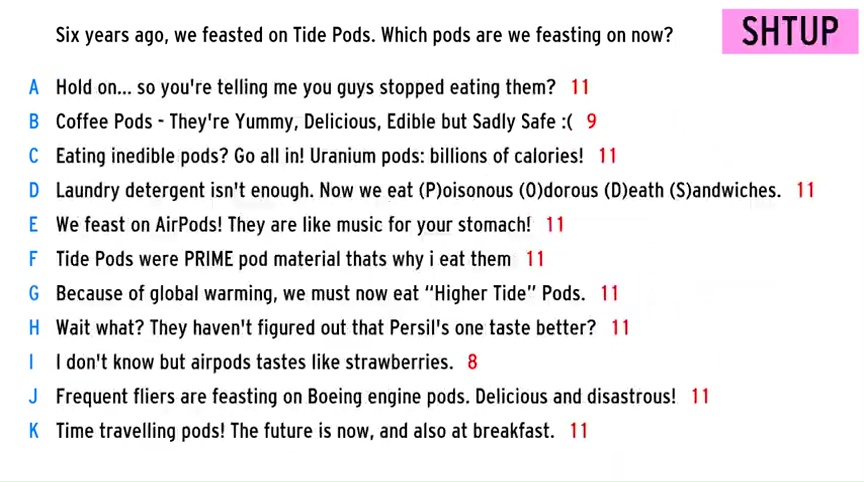 Six years ago, we feasted on Tide Pods. Which pods are we feasting on now?
SHTUP
A Hold on... so you're telling me you guys stopped eating them? 11
B Coffee Pods - They're Yummy, Delicious, Edible but Sadly Safe :( 9
C Eating inedible pods? Go all in! Uranium pods: billions of calories! 11
D Laundry detergent isn't enough. Now we eat (P)oisonous (O)dorous (D)eath (S)andwiches. 11
E We feast on AirPods! They are like music for your stomach! 11
F Tide Pods were PRIME pod material thats why i eat them 11
G Because of global warming, we must now eat “Higher Tide” Pods. 11
H Wait what? They haven't figured out that Persil's one taste better? 11
I I don't know but airpods tastes like strawberries. 8
J Frequent fliers are feasting on Boeing engine pods. Delicious and disastrous! 11
K Time travelling pods! The future is now, and also at breakfast. 11